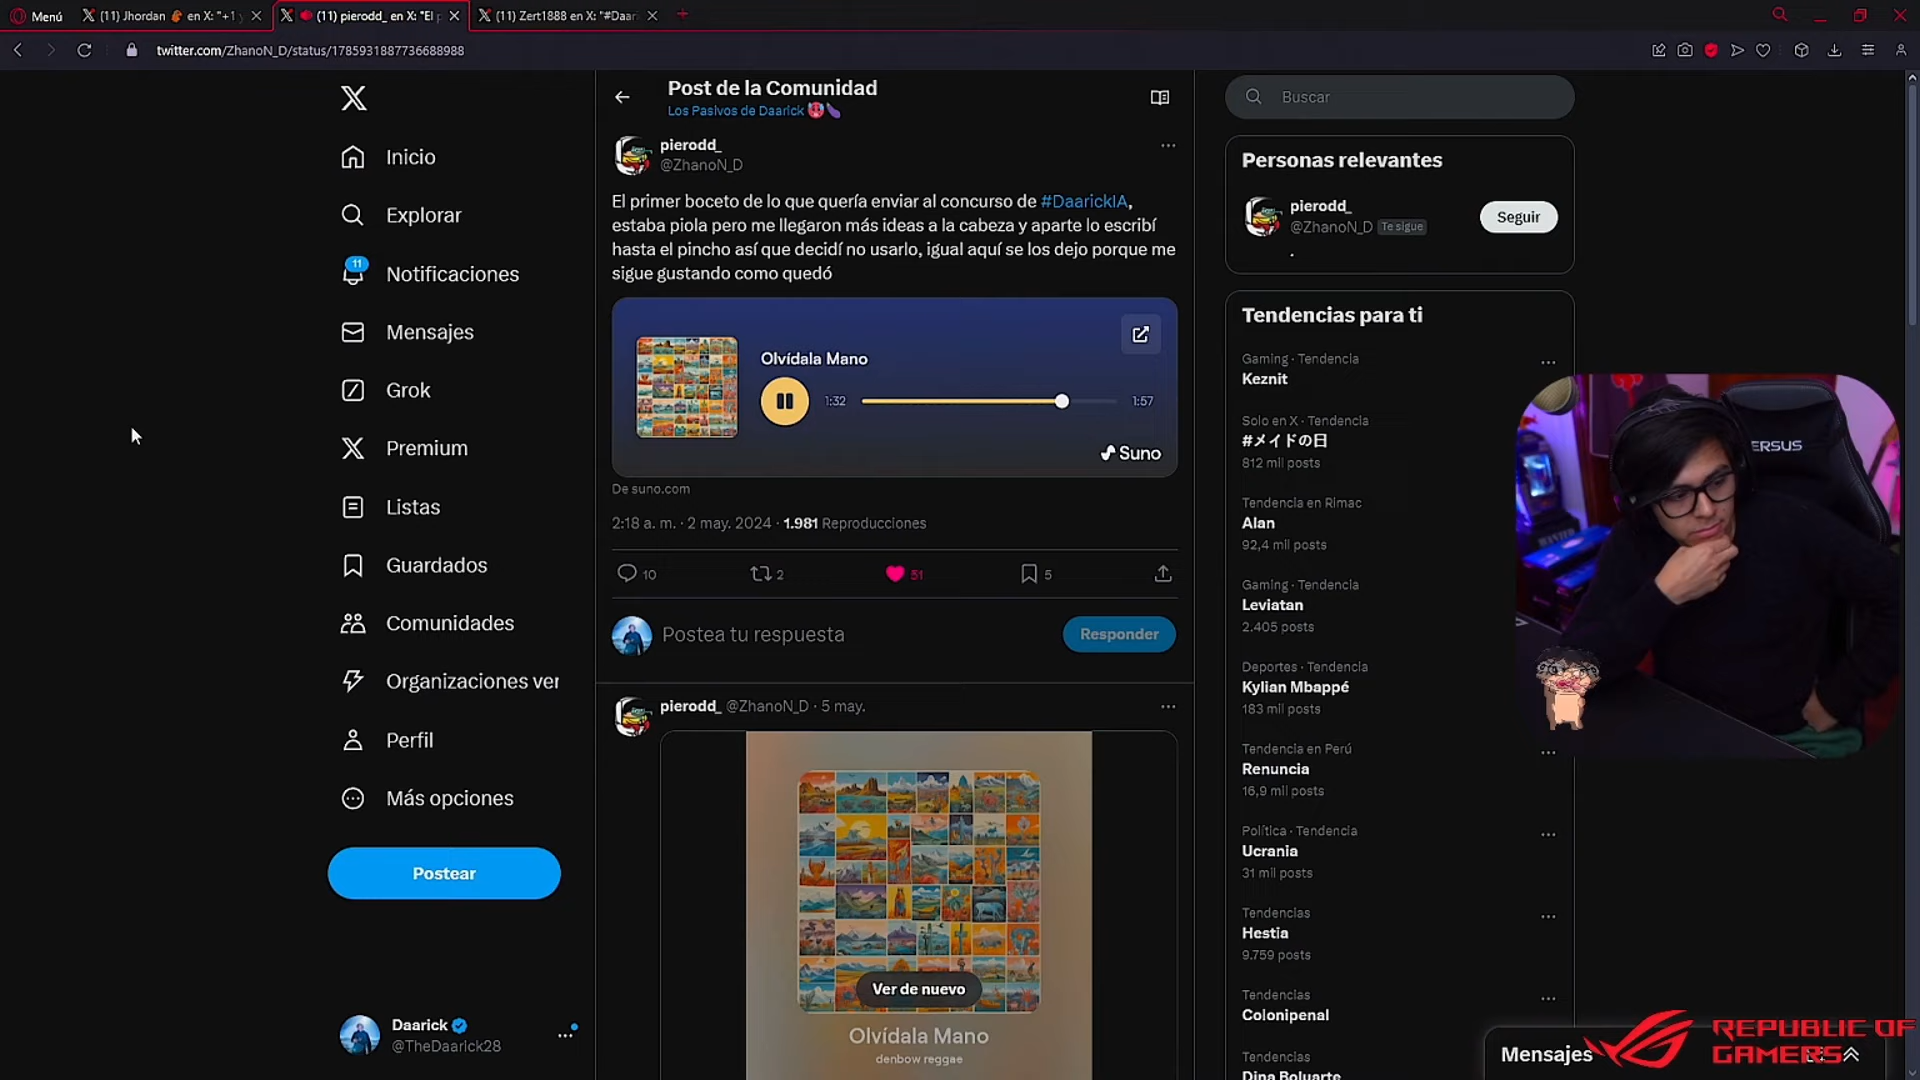 Menú
(11) Jhordan en X: "+1 y
(11) pierodd_ en X: "El p
(11) Zert1888 en X: "#Daari
twitter.com/ZhanoN_D/status/1785931887736688988
Inicio
Explorar
11
Notificaciones
Mensajes
Grok
Premium
Listas
Guardados
Comunidades
Organizaciones ver
Perfil
Más opciones
Postear
Daarick
@TheDaarick28
Post de la Comunidad
Los Pasivos de Daarick
pierodd_
@ZhanoN_D
El primer boceto de lo que quería enviar al concurso de #DaarickIA,
estaba piola pero me llegaron más ideas a la cabeza y aparte lo escribí
hasta el pincho así que decidí no usarlo, igual aquí se los dejo porque me
sigue gustando como quedó
Olvídala Mano
1:32
1:57
Suno
De suno.com
2:18 a. m. · 2 may. 2024 · 1.981 Reproducciones
10
2
51
5
Postea tu respuesta
Responder
pierodd_ @ZhanoN_D · 5 may.
Ver de nuevo
Olvídala Mano
denbow reggae
Buscar
Personas relevantes
pierodd_
@ZhanoN_D Te sigue
.
Seguir
Tendencias para ti
Gaming · Tendencia
Keznit
Solo en X · Tendencia
#メイドの日
812 mil posts
Tendencia en Rimac
Alan
92,4 mil posts
Gaming · Tendencia
Leviatan
2.405 posts
Deportes · Tendencia
Kylian Mbappé
183 mil posts
Tendencia en Perú
Renuncia
16,9 mil posts
Política · Tendencia
Ucrania
31 mil posts
Tendencias
Hestia
9.759 posts
Tendencias
Colonipenal
Tendencias
Dina Boluarte
Mensajes
REPUBLIC OF
GAMERS